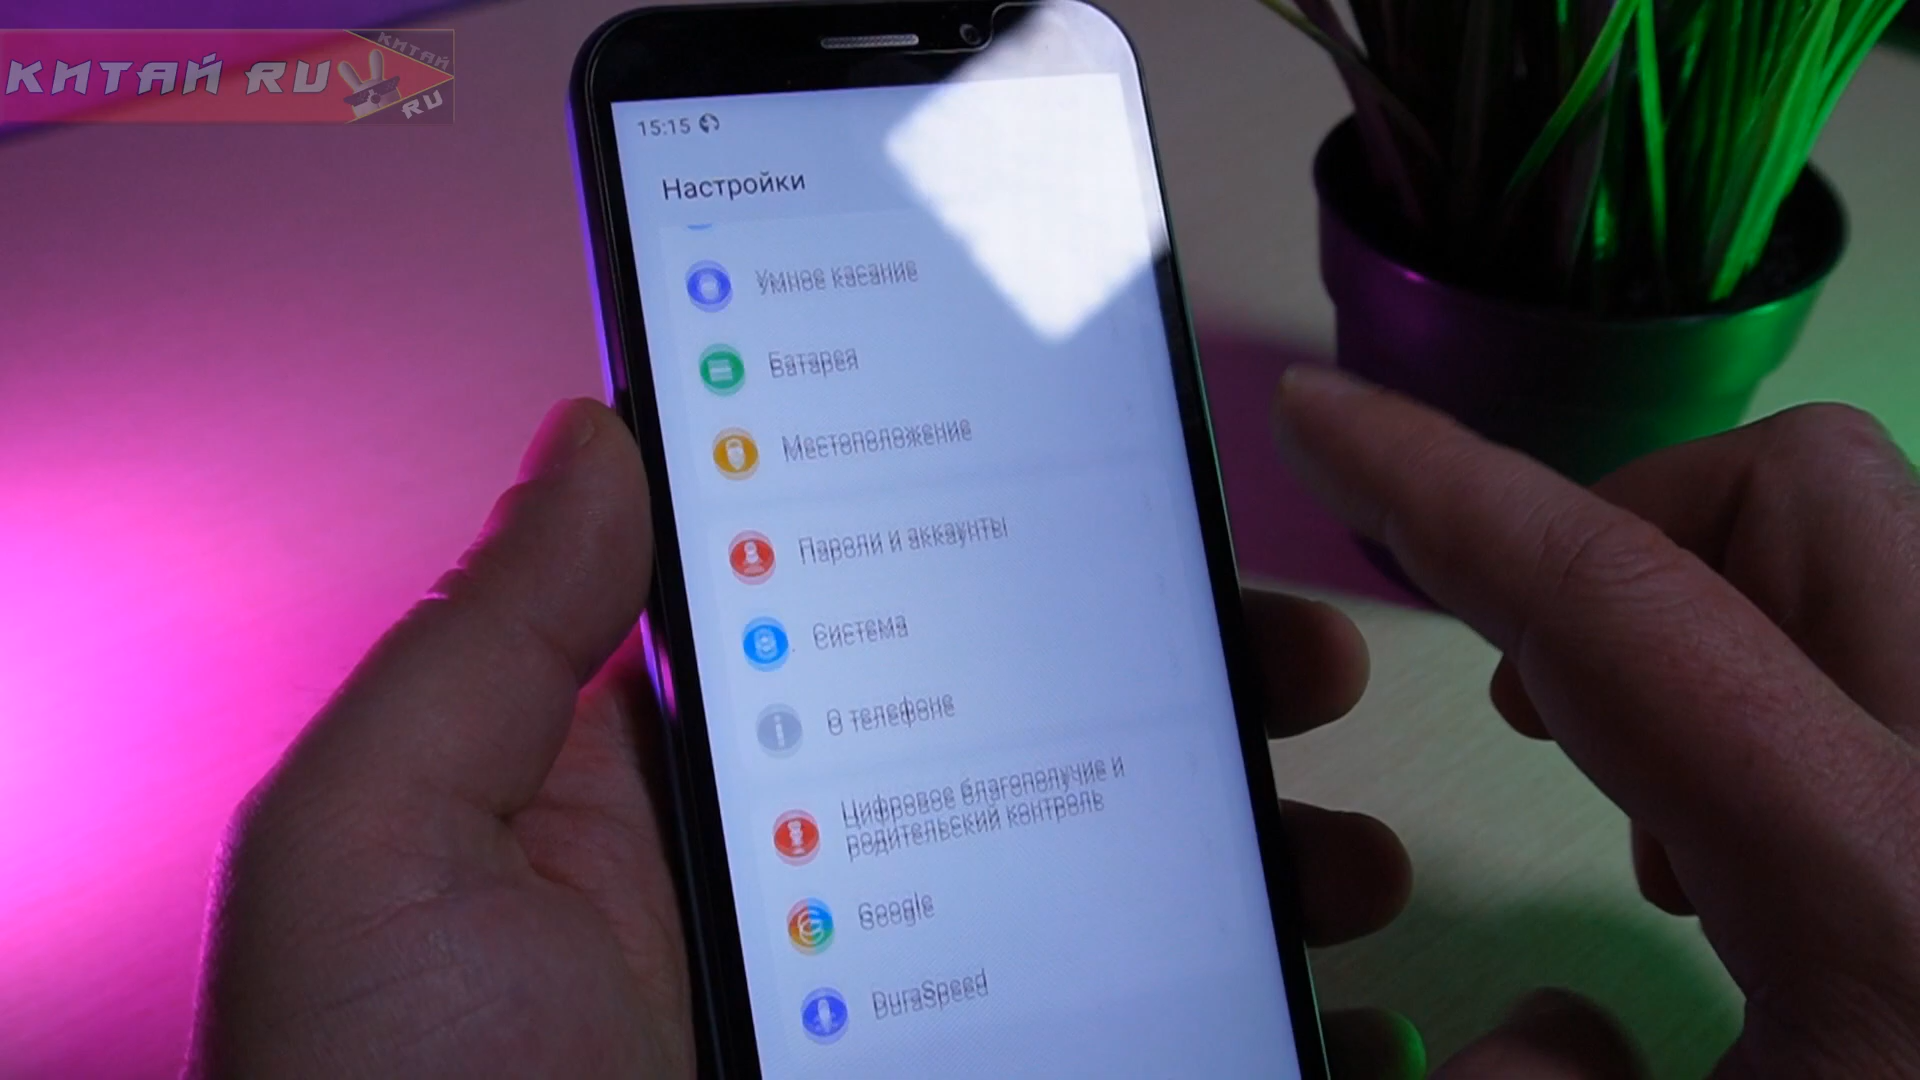 КИТАЙ RU
КИТАЙ
RU
15:15
Настройки
Умное касание
Батарея
Местоположение
Пароли и аккаунты
Система
О телефоне
Цифровое благополучие и
родительский контроль
Google
DuraSpeed